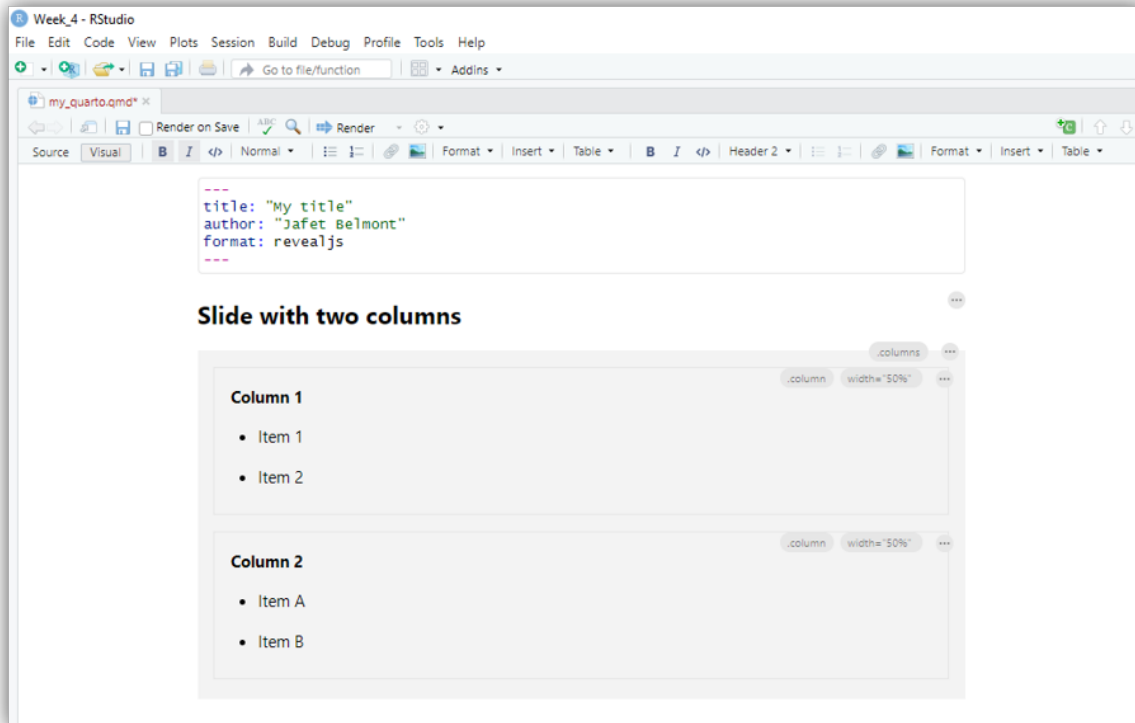 Week_4 - RStudio
File Edit Code View Plots Session Build Debug Profile Tools Help
Go to file/function Addins
my_quarto.qmd*
Render on Save ABC Render
Source Visual B I </> Normal Format Insert Table B I </> Header 2 Format Insert Table
---
title: "My title"
author: "Jafet Belmont"
format: revealjs
---
Slide with two columns
.columns
.column width="50%"
Column 1
• Item 1
• Item 2
.column width="50%"
Column 2
• Item A
• Item B